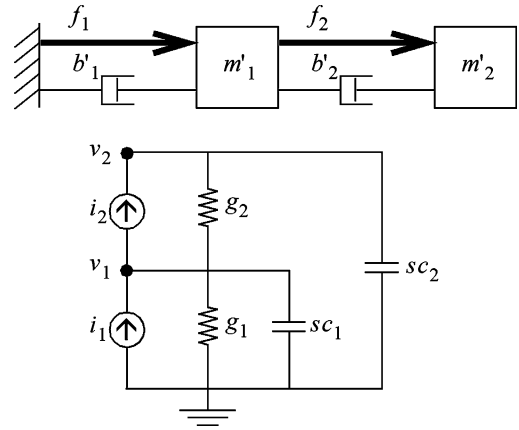 f₁ f₂
b'₁ m'₁ b'₂ m'₂
v₂
i₂ g₂
v₁ sc₂
i₁ g₁ sc₁